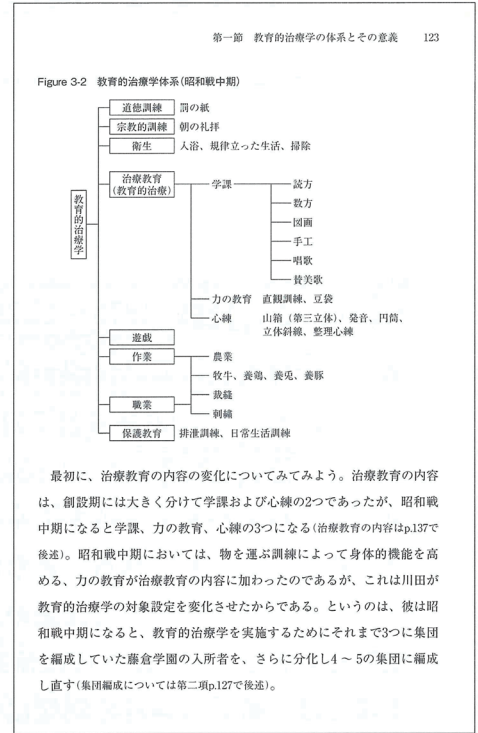 第一節　教育的治療学の体系とその意義　　123
Figure 3-2　教育的治療学体系(昭和戦中期)
教育的治療学
道徳訓練　罰の紙
宗教的訓練　朝の礼拝
衛生　入浴、規律立った生活、掃除
治療教育
(教育的治療)
学課
読方
数方
図画
手工
唱歌
賛美歌
力の教育　直観訓練、豆袋
心練　山箱（第三立体）、発音、円筒、
立体斜線、整理心練
遊戯
作業
農業
牧牛、養鶏、養兎、養豚
職業
裁縫
刺繍
保護教育　排泄訓練、日常生活訓練
最初に、治療教育の内容の変化についてみてみよう。治療教育の内容
は、創設期には大きく分けて学課および心練の2つであったが、昭和戦
中期になると学課、力の教育、心練の3つになる(治療教育の内容はp.137で
後述)。昭和戦中期においては、物を運ぶ訓練によって身体的機能を高
める、力の教育が治療教育の内容に加わったのであるが、これは川田が
教育的治療学の対象設定を変化させたからである。というのは、彼は昭
和戦中期になると、教育的治療学を実施するためにそれまで3つに集団
を編成していた藤倉学園の入所者を、さらに分化し4～5の集団に編成
し直す(集団編成については第二項p.127で後述)。